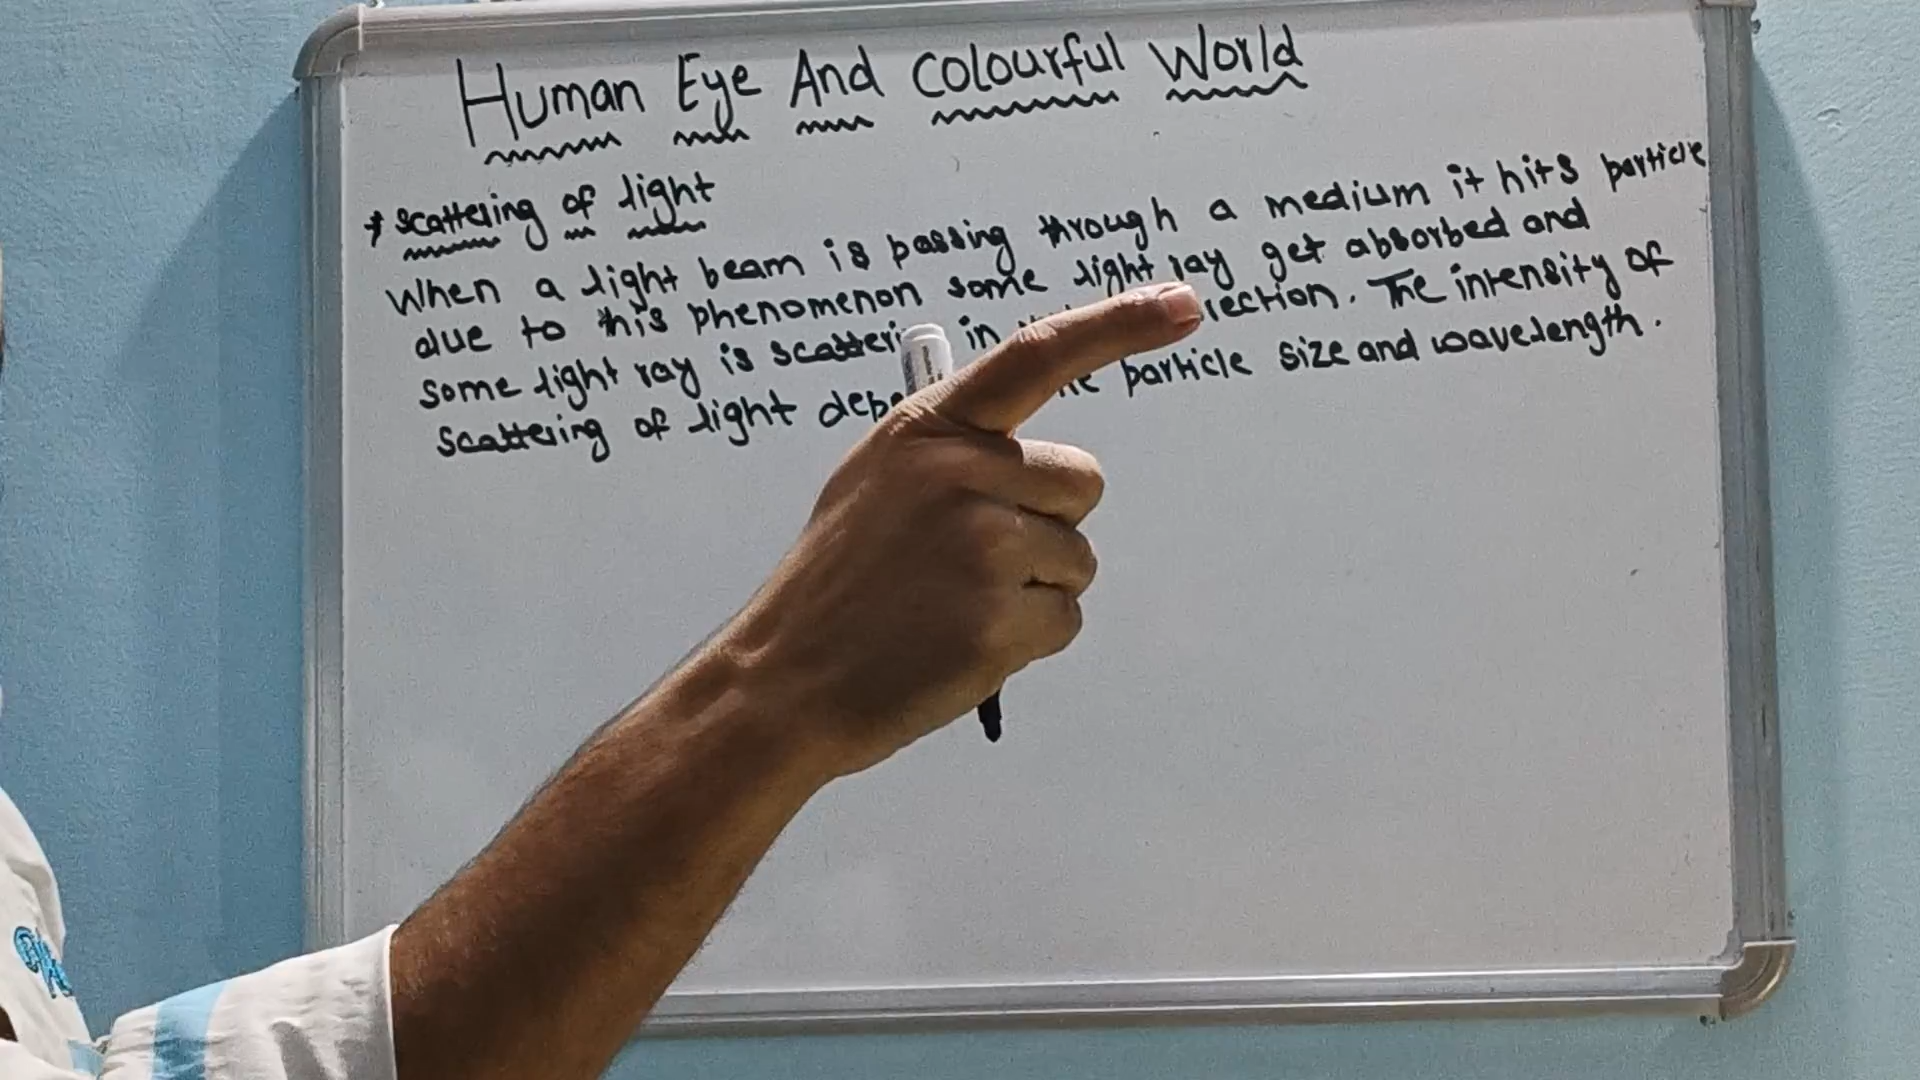 Human Eye And Colourful World
* Scattering of light
When a light beam is passing through a medium it hits particle
due to this phenomenon some light ray get absorbed and
some light ray is scatteri in rection. The intensity of
Scattering of light depe particle size and wavelength.